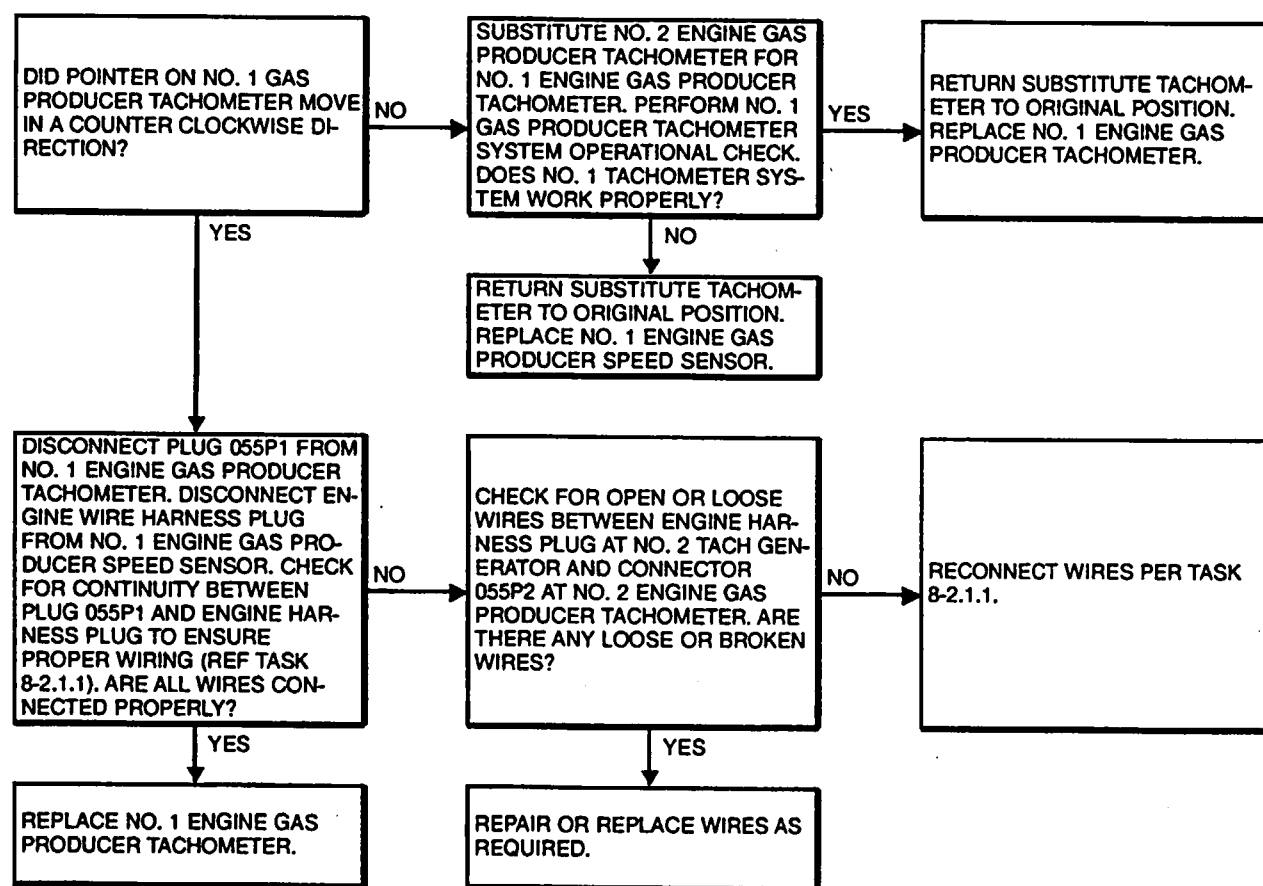 DID POINTER ON NO. 1 GAS
PRODUCER TACHOMETER MOVE
IN A COUNTER CLOCKWISE DI-
RECTION?
NO
SUBSTITUTE NO. 2 ENGINE GAS
PRODUCER TACHOMETER FOR
NO. 1 ENGINE GAS PRODUCER
TACHOMETER. PERFORM NO. 1
GAS PRODUCER TACHOMETER
SYSTEM OPERATIONAL CHECK.
DOES NO. 1 TACHOMETER SYS-
TEM WORK PROPERLY?
YES
RETURN SUBSTITUTE TACHOM-
ETER TO ORIGINAL POSITION.
REPLACE NO. 1 ENGINE GAS
PRODUCER TACHOMETER.
YES
NO
RETURN SUBSTITUTE TACHOM-
ETER TO ORIGINAL POSITION.
REPLACE NO. 1 ENGINE GAS
PRODUCER SPEED SENSOR.
DISCONNECT PLUG 055P1 FROM
NO. 1 ENGINE GAS PRODUCER
TACHOMETER. DISCONNECT EN-
GINE WIRE HARNESS PLUG
FROM NO. 1 ENGINE GAS PRO-
DUCER SPEED SENSOR. CHECK
FOR CONTINUITY BETWEEN
PLUG 055P1 AND ENGINE HAR-
NESS PLUG TO ENSURE
PROPER WIRING (REF TASK
8-2.1.1). ARE ALL WIRES CON-
NECTED PROPERLY?
NO
CHECK FOR OPEN OR LOOSE
WIRES BETWEEN ENGINE HAR-
NESS PLUG AT NO. 2 TACH GEN-
ERATOR AND CONNECTOR
055P2 AT NO. 2 ENGINE GAS
PRODUCER TACHOMETER. ARE
THERE ANY LOOSE OR BROKEN
WIRES?
NO
RECONNECT WIRES PER TASK
8-2.1.1.
YES
YES
REPLACE NO. 1 ENGINE GAS
PRODUCER TACHOMETER.
REPAIR OR REPLACE WIRES AS
REQUIRED.